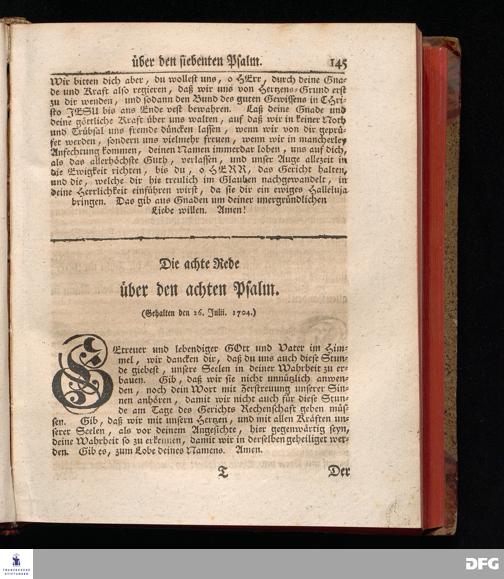 über den siebenten Psalm. 145
Wir bitten dich aber, du wollest uns, o HErr, durch deine Gna-
de und Kraft also regieren, daß wir uns von Hertzens-Grund erst
zu dir wenden, und sodann den Bund des guten Gewissens in CHri-
sto JESU bis ans Ende vest bewahren. Laß deine Gnade und
deine göttliche Kraft über uns walten, auf daß wir in keiner Noth
und Trübsal uns fremde düncken lassen, wenn wir von dir geprü-
fet werden, sondern uns vielmehr freuen, wenn wir in mancherley
Anfechtung kommen, deinen Namen immerdar loben, uns auf dich,
als das allerhöchste Guth, verlassen, und unser Auge allezeit in
die Ewigkeit richten, bis du, o HERR, das Gericht halten,
und die, welche dir bis treulich im Glauben nachgewandelt, in
deine Herrlichkeit einführen wirst, da sie dir ein ewiges Halleluja
bringen. Das gib aus Gnaden um deiner unergründlichen
Liebe willen. Amen!
Die achte Rede
über den achten Psalm.
(Gehalten den 26. Julii. 1704.)
GEtreuer und lebendiger GOtt und Vater im Him-
mel, wir dancken dir, daß du uns auch diese Stun-
de giebest, unsere Seelen in deiner Wahrheit zu er-
bauen. Gib, daß wir sie nicht unnützlich anwen-
den, noch dein Wort mit Zerstreuung unserer Sin-
nen anhören, damit wir nicht auch für diese Stun-
de am Tage des Gerichts Rechenschaft geben müs-
sen. Gib, daß wir mit unsern Hertzen, und mit allen Kräften un-
serer Seelen, als vor deinem Angesichte, hier gegenwärtig seyn,
deine Wahrheit so zu erkennen, damit wir in derselben geheiliget wer-
den. Gib es, zum Lobe deines Namens. Amen.
T Der
FRANCKESCHE
STIFTUNGEN
DFG